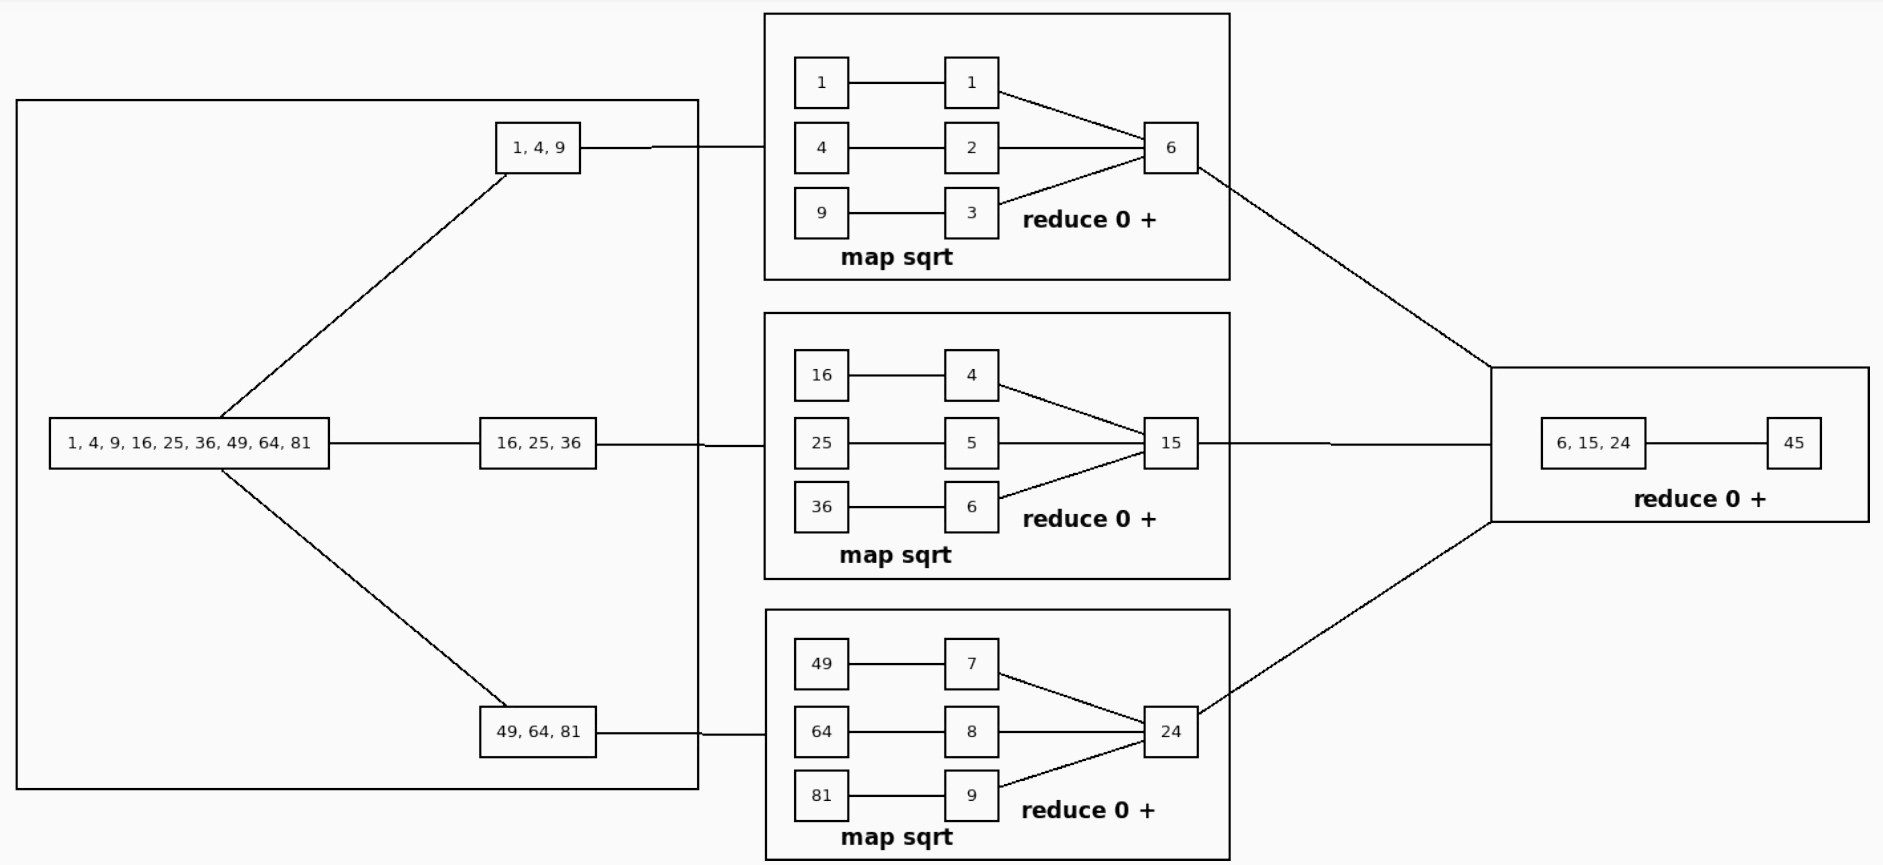 1, 4, 9, 16, 25, 36, 49, 64, 81
1, 4, 9
16, 25, 36
49, 64, 81
1
1
4
2
6
9
3
reduce 0 +
map sqrt
16
4
25
5
15
36
6
reduce 0 +
map sqrt
49
7
64
8
24
81
9
reduce 0 +
map sqrt
6, 15, 24
45
reduce 0 +